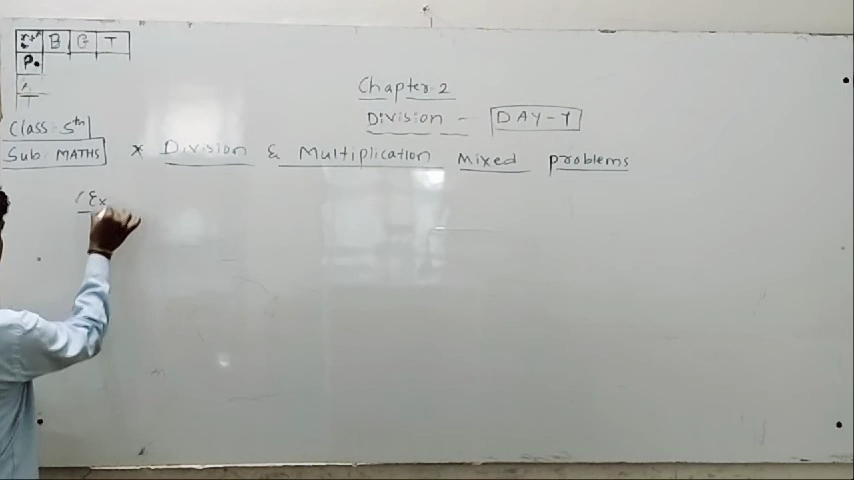 B G T
P.
Chapter-2
Division - DAY-7
Class: 5th
Sub: MATHS
* Division & Multiplication Mixed problems
Ex